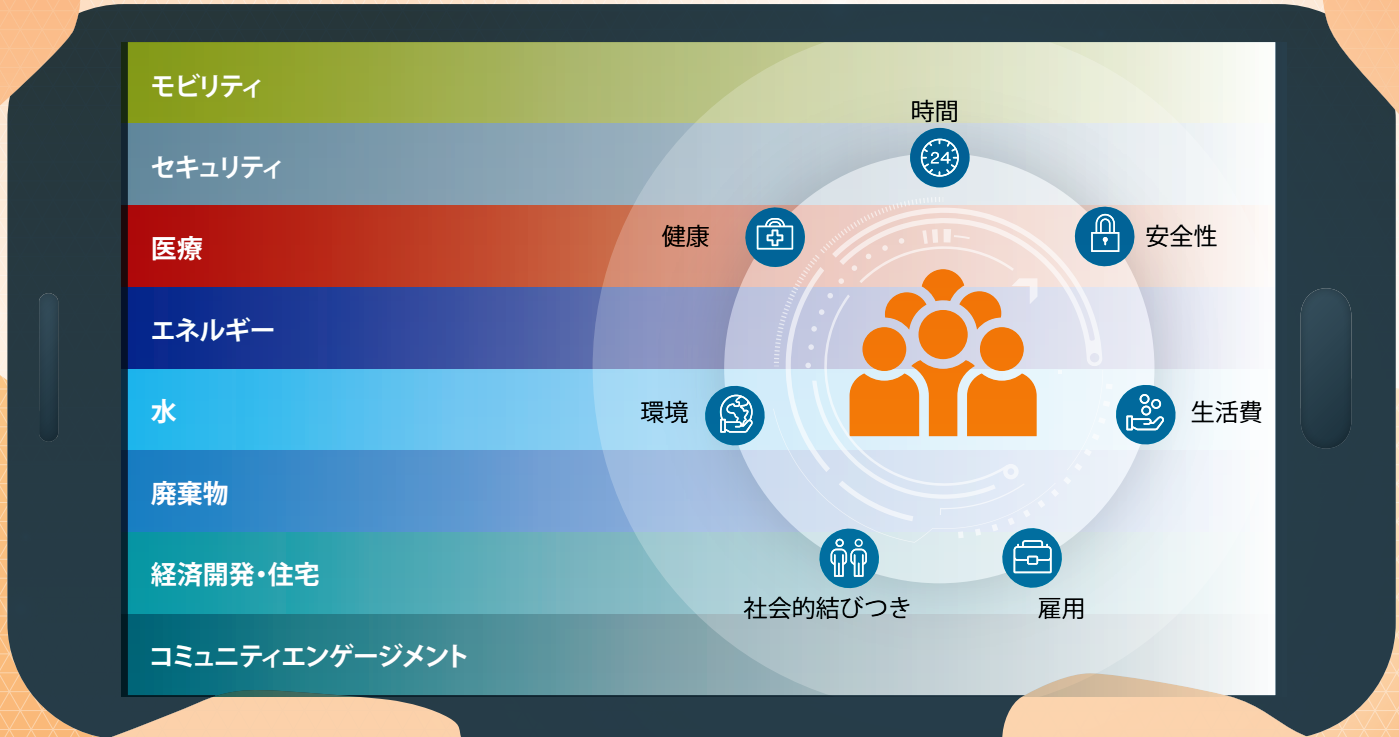 モビリティ
セキュリティ
医療
エネルギー
水
廃棄物
経済開発・住宅
コミュニティエンゲージメント
時間
24
健康
安全性
環境
生活費
社会的結びつき
雇用